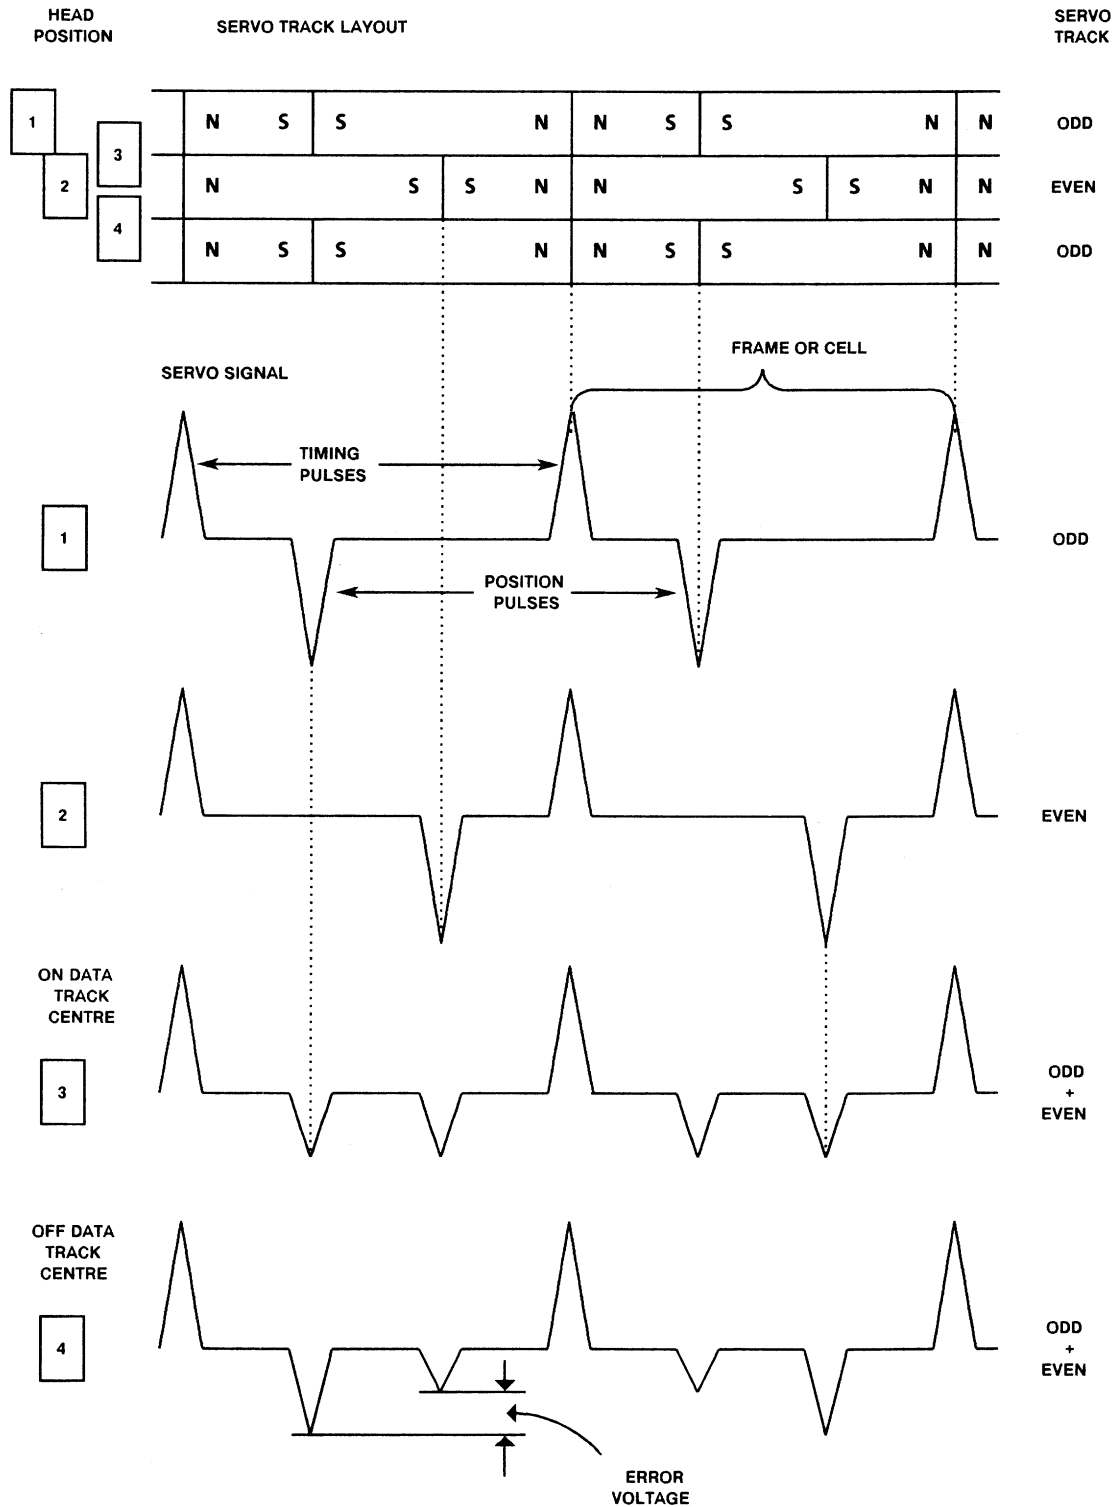 HEAD
POSITION
SERVO TRACK LAYOUT
SERVO
TRACK
1
N S S N N S S N N
ODD
3
2
N S S N N S S N N
EVEN
4
N S S N N S S N N
ODD
FRAME OR CELL
SERVO SIGNAL
TIMING
PULSES
1
ODD
POSITION
PULSES
2
EVEN
ON DATA
TRACK
CENTRE
3
ODD
+
EVEN
OFF DATA
TRACK
CENTRE
4
ODD
+
EVEN
ERROR
VOLTAGE